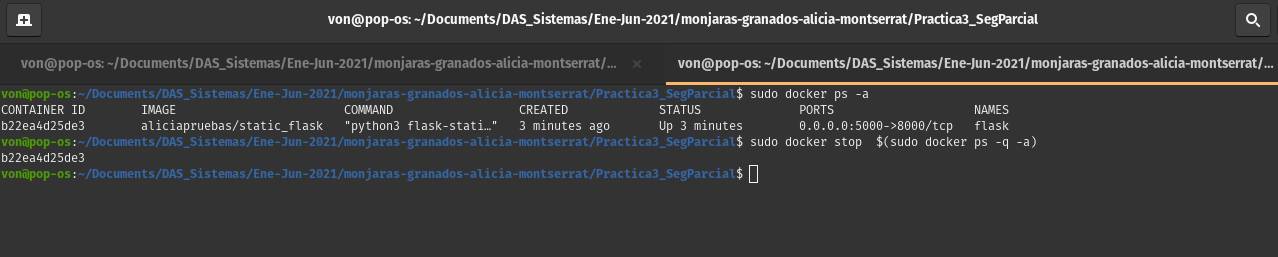 von@pop-os: ~/Documents/DAS_Sistemas/Ene-Jun-2021/monjaras-granados-alicia-montserrat/Practica3_SegParcial
von@pop-os: ~/Documents/DAS_Sistemas/Ene-Jun-2021/monjaras-granados-alicia-montserrat/... × von@pop-os: ~/Documents/DAS_Sistemas/Ene-Jun-2021/monjaras-granados-alicia-montserrat/...
von@pop-os:~/Documents/DAS_Sistemas/Ene-Jun-2021/monjaras-granados-alicia-montserrat/Practica3_SegParcial$ sudo docker ps -a
CONTAINER ID IMAGE COMMAND CREATED STATUS PORTS NAMES
b22ea4d25de3 aliciapruebas/static_flask "python3 flask-stati…" 3 minutes ago Up 3 minutes 0.0.0.0:5000->8000/tcp flask
von@pop-os:~/Documents/DAS_Sistemas/Ene-Jun-2021/monjaras-granados-alicia-montserrat/Practica3_SegParcial$ sudo docker stop  $(sudo docker ps -q -a)
b22ea4d25de3
von@pop-os:~/Documents/DAS_Sistemas/Ene-Jun-2021/monjaras-granados-alicia-montserrat/Practica3_SegParcial$